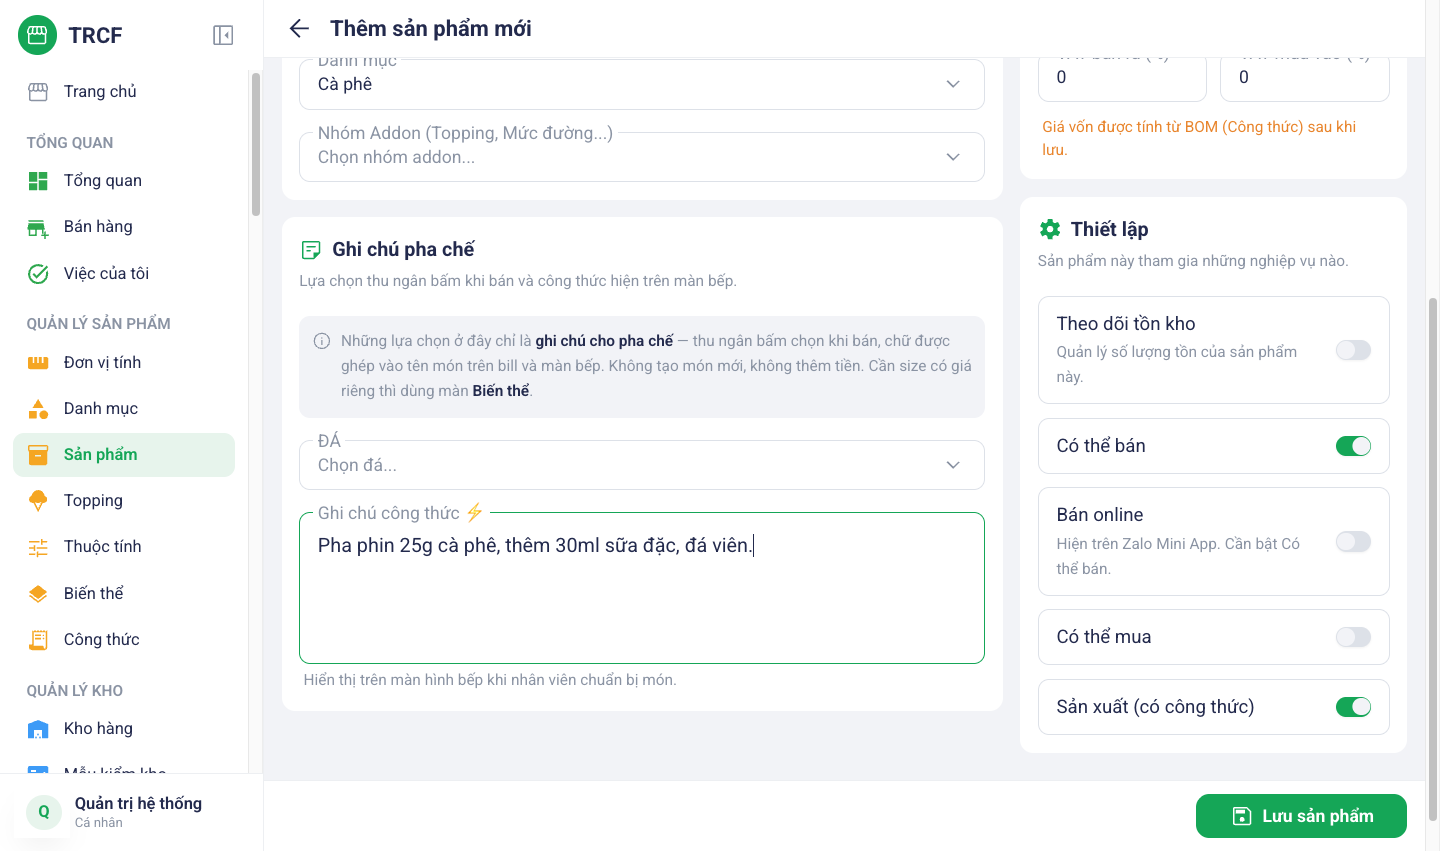 TRCF
Trang chủ
TỔNG QUAN
Tổng quan
Bán hàng
Việc của tôi
QUẢN LÝ SẢN PHẨM
Đơn vị tính
Danh mục
Sản phẩm
Topping
Thuộc tính
Biến thể
Công thức
QUẢN LÝ KHO
Kho hàng
Mẫu kiểm kho
Q
Quản trị hệ thống
Cá nhân
Thêm sản phẩm mới
Danh mục
Cà phê
Nhóm Addon (Topping, Mức đường...)
Chọn nhóm addon...
Ghi chú pha chế
Lựa chọn thu ngân bấm khi bán và công thức hiện trên màn bếp.
Những lựa chọn ở đây chỉ là ghi chú cho pha chế — thu ngân bấm chọn khi bán, chữ được
ghép vào tên món trên bill và màn bếp. Không tạo món mới, không thêm tiền. Cần size có giá
riêng thì dùng màn Biến thể.
ĐÁ
Chọn đá...
Ghi chú công thức ⚡
Pha phin 25g cà phê, thêm 30ml sữa đặc, đá viên.
Hiển thị trên màn hình bếp khi nhân viên chuẩn bị món.
0
0
Giá vốn được tính từ BOM (Công thức) sau khi
lưu.
Thiết lập
Sản phẩm này tham gia những nghiệp vụ nào.
Theo dõi tồn kho
Quản lý số lượng tồn của sản phẩm
này.
Có thể bán
Bán online
Hiện trên Zalo Mini App. Cần bật Có
thể bán.
Có thể mua
Sản xuất (có công thức)
Lưu sản phẩm